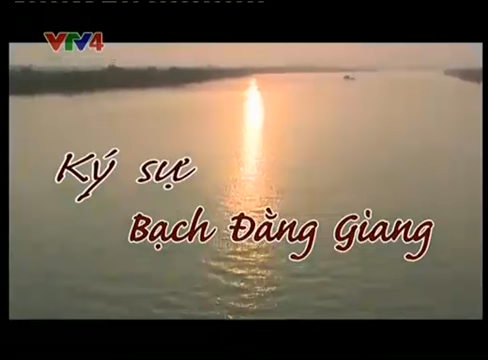 VTV4
Ký sự
Bạch Đằng Giang